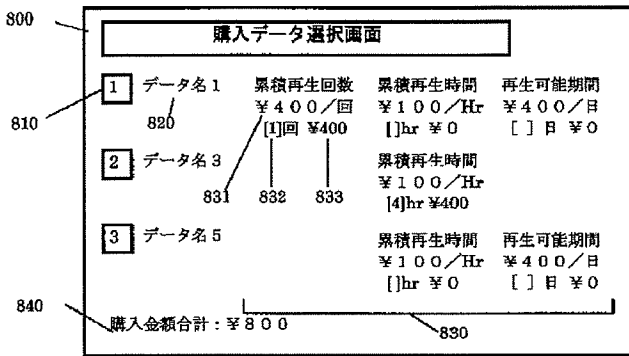 800
購入データ選択画面
810
1 データ名1 累積再生回数 累積再生時間 再生可能期間
¥400/回 ¥100/Hr ¥400/日
820
[1]回 ¥400 []hr ¥0 [ ]日 ¥0
2 データ名3 累積再生時間
¥100/Hr
831 832 833
[4]hr ¥400
3 データ名5 累積再生時間 再生可能期間
¥100/Hr ¥400/日
[]hr ¥0 [ ]日 ¥0
840
購入金額合計:¥800
830